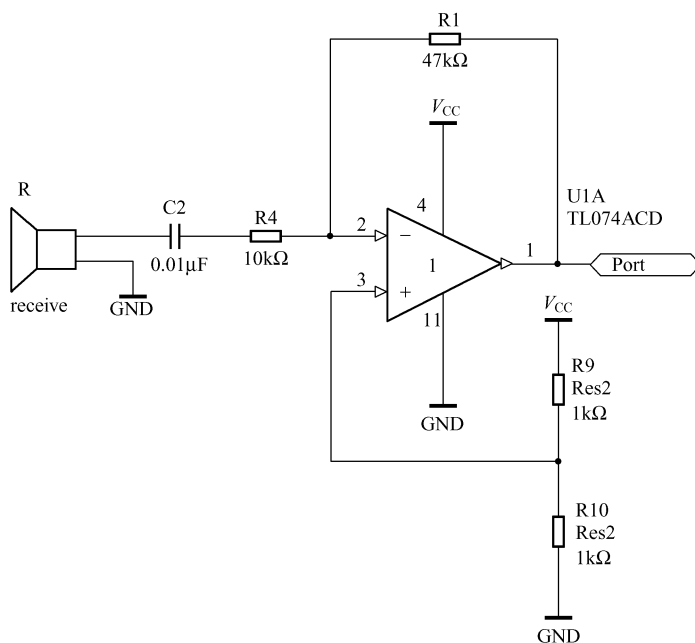 R1
47kΩ
VCC
R
C2
R4
U1A
TL074ACD
4
2
−
1
1
Port
0.01μF
10kΩ
3
+
receive
GND
11
VCC
GND
R9
Res2
1kΩ
R10
Res2
1kΩ
GND